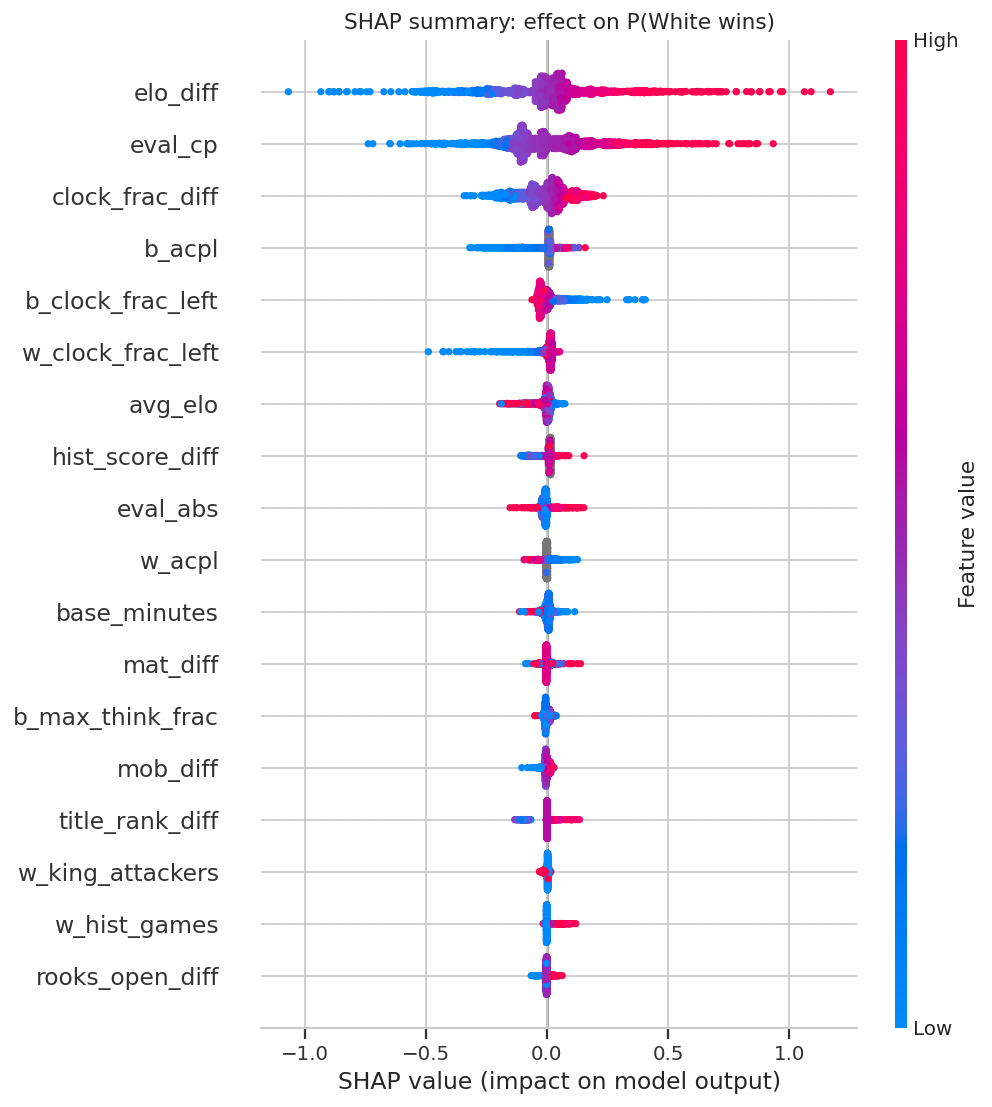 SHAP summary: effect on P(White wins)
High
elo_diff
eval_cp
clock_frac_diff
b_acpl
b_clock_frac_left
w_clock_frac_left
avg_elo
hist_score_diff
eval_abs
w_acpl
base_minutes
mat_diff
b_max_think_frac
mob_diff
title_rank_diff
w_king_attackers
w_hist_games
rooks_open_diff
Feature value
Low
−1.0 −0.5 0.0 0.5 1.0
SHAP value (impact on model output)